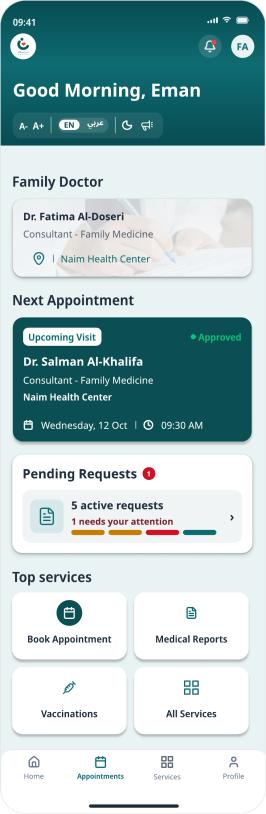 09:41
FA
Good Morning, Eman
A- A+ EN عربي
Family Doctor
Dr. Fatima Al-Doseri
Consultant - Family Medicine
Naim Health Center
Next Appointment
Upcoming Visit
Approved
Dr. Salman Al-Khalifa
Consultant - Family Medicine
Naim Health Center
Wednesday, 12 Oct | 09:30 AM
Pending Requests 1
5 active requests
1 needs your attention
Top services
Book Appointment
Medical Reports
Vaccinations
All Services
Home
Appointments
Services
Profile